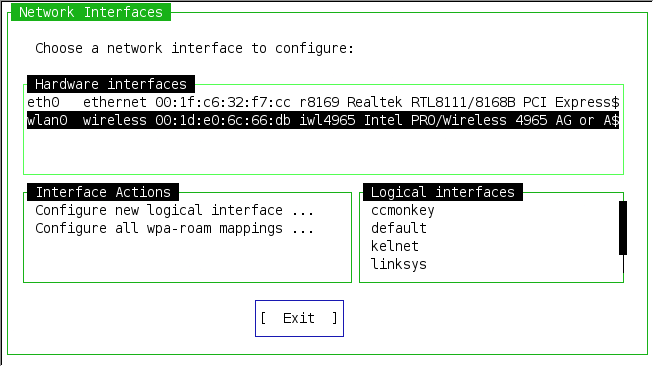 Network Interfaces
Choose a network interface to configure:
Hardware interfaces
eth0   ethernet 00:1f:c6:32:f7:cc r8169 Realtek RTL8111/8168B PCI Express$
wlan0  wireless 00:1d:e0:6c:66:db iwl4965 Intel PRO/Wireless 4965 AG or A$
Interface Actions
Configure new logical interface ...
Configure all wpa-roam mappings ...
Logical interfaces
ccmonkey
default
kelnet
linksys
[  Exit  ]